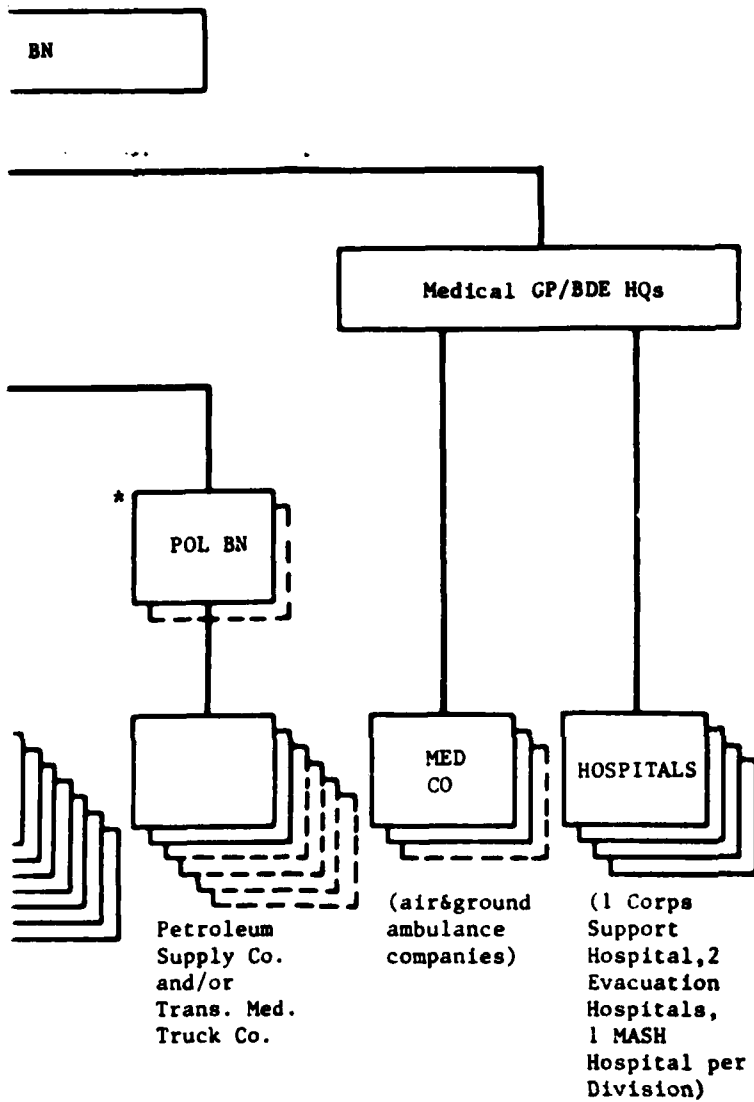 BN
Medical GP/BDE HQs
*
POL BN
MED
CO
HOSPITALS
Petroleum
Supply Co.
and/or
Trans. Med.
Truck Co.
(air&ground
ambulance
companies)
(1 Corps
Support
Hospital,2
Evacuation
Hospitals,
1 MASH
Hospital per
Division)